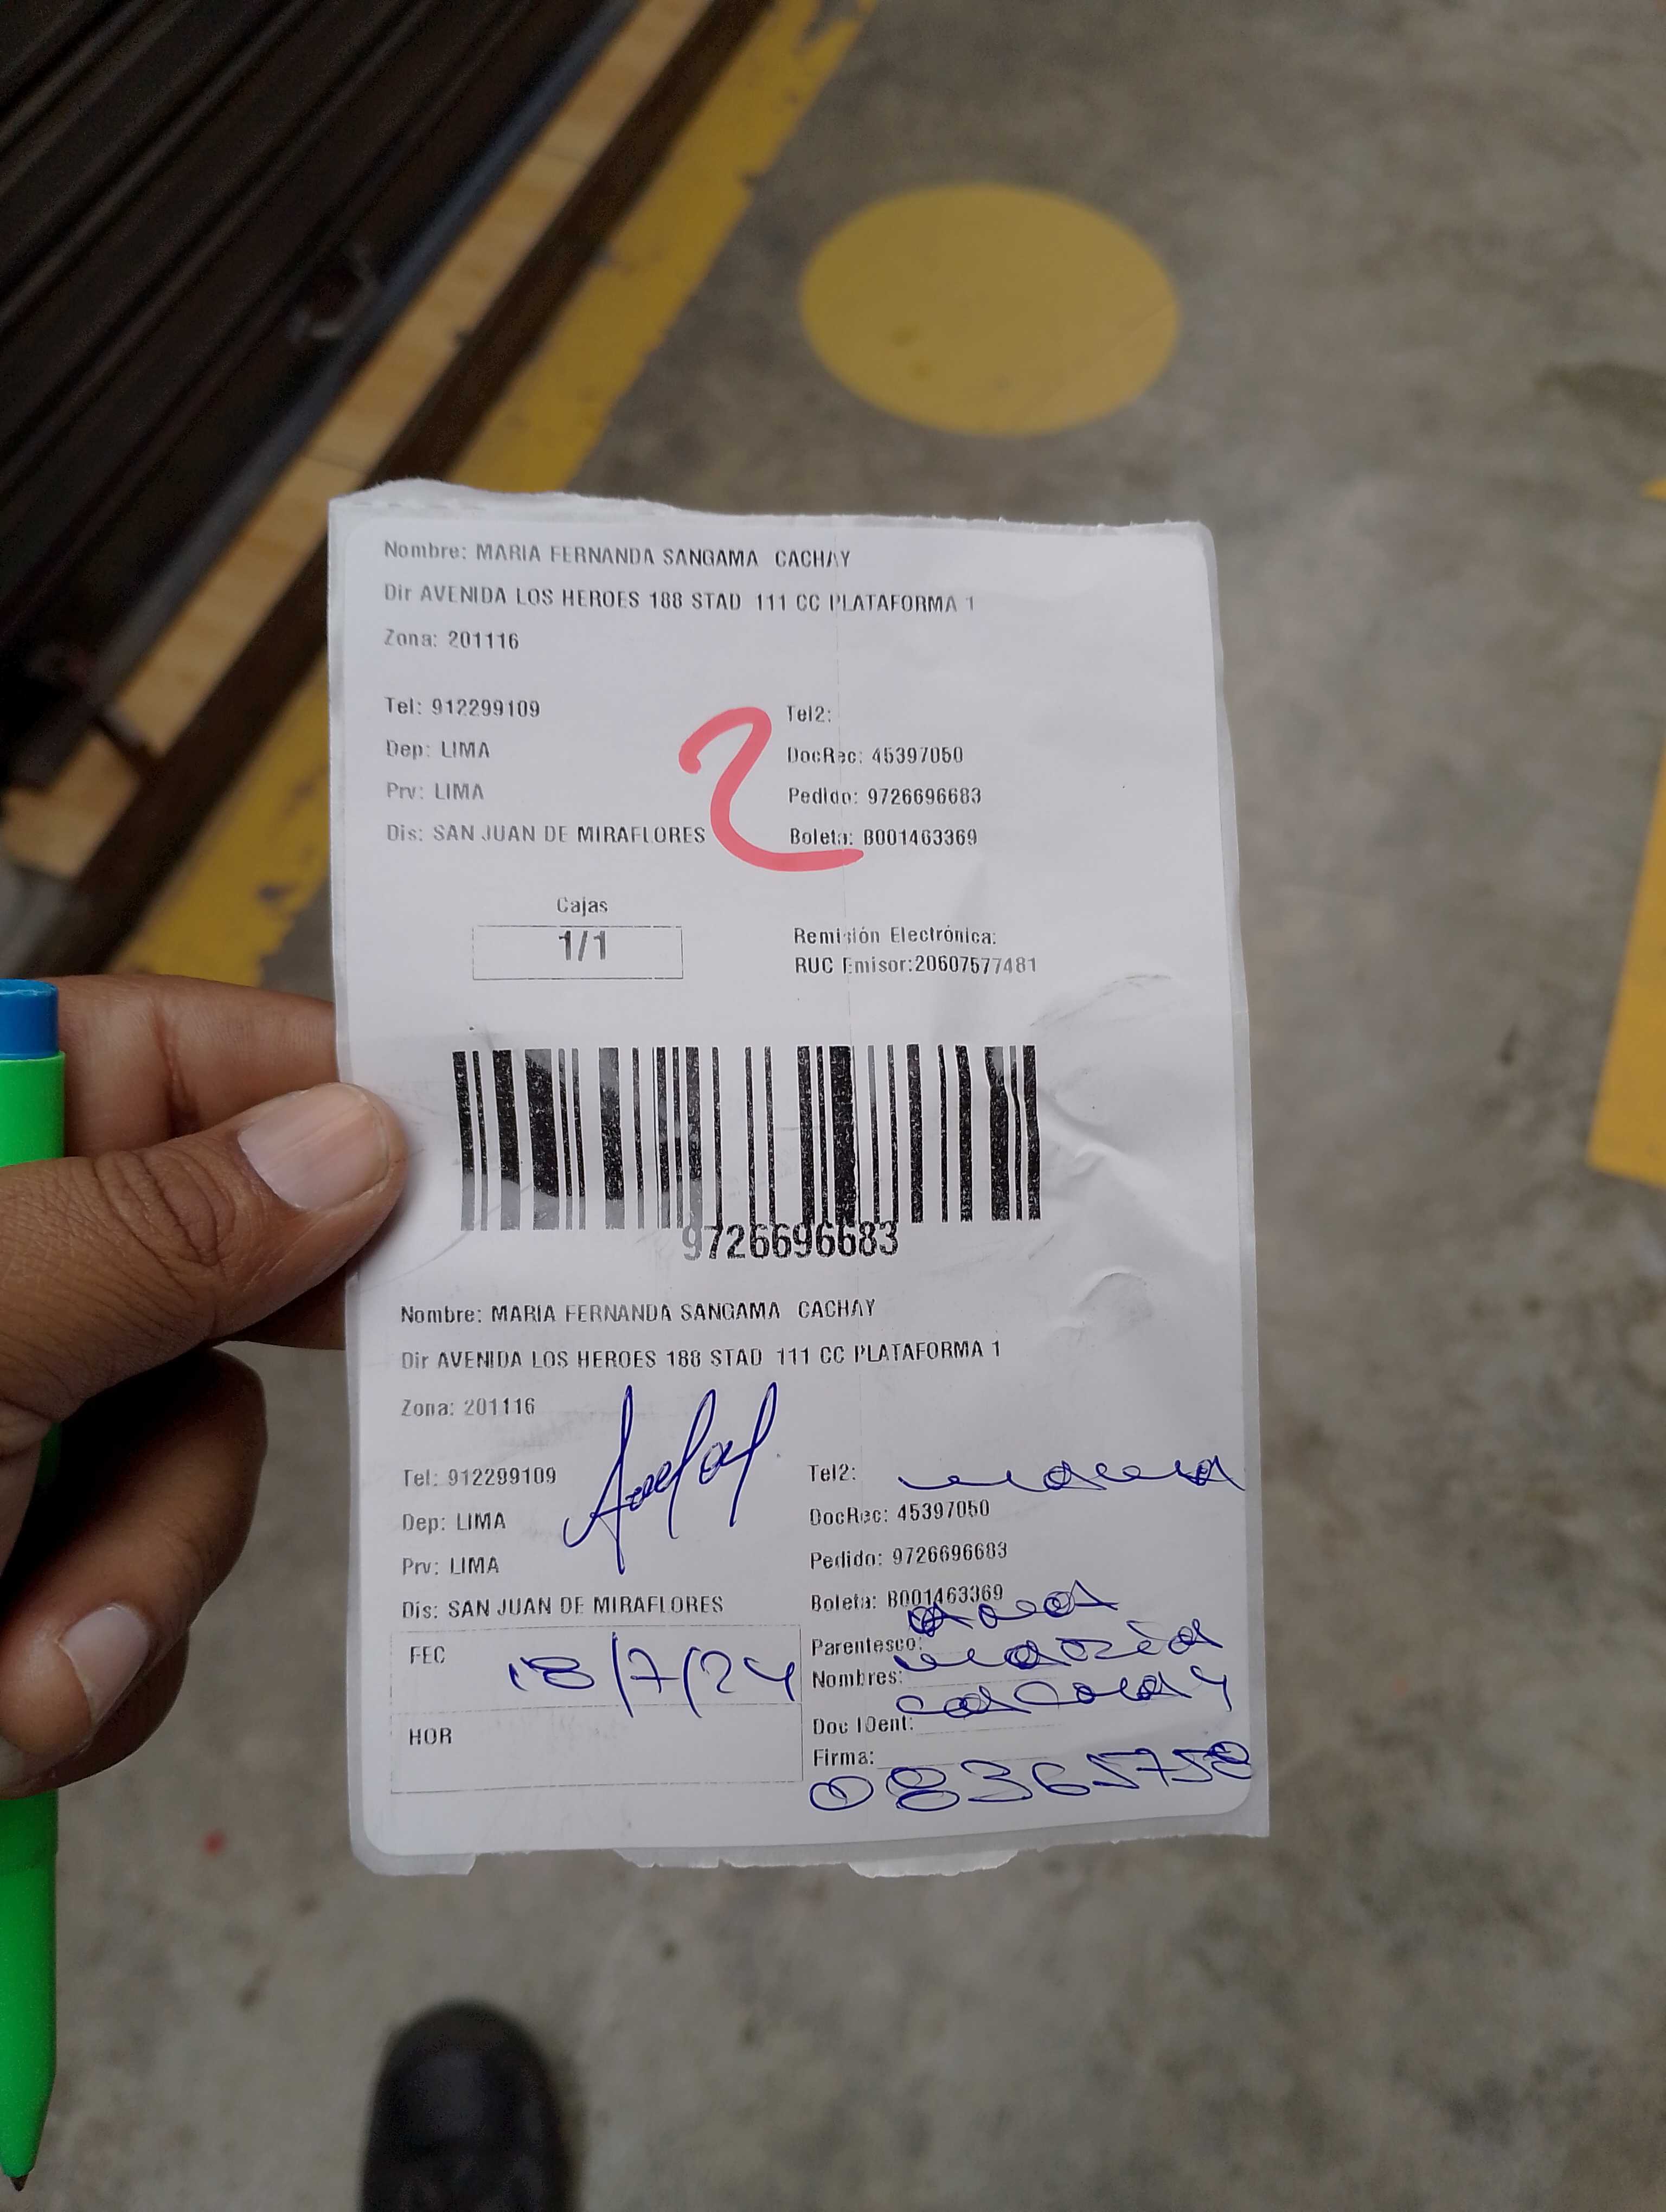 Nombre: MARIA FERNANDA SANGAMA CACHAY
Dir AVENIDA LOS HEROES 188 STAD 111 CC PLATAFORMA 1
Zona: 201116
Tel: 912299109
Tel2:
Dep: LIMA
DocRec: 45397050
Prv: LIMA
Pedido: 9726696683
Dis: SAN JUAN DE MIRAFLORES
Boleta: B001463369
2
Cajas
1/1
Remisión Electrónica:
RUC Emisor:20607577481
9726696683
Nombre: MARIA FERNANDA SANGAMA CACHAY
Dir AVENIDA LOS HEROES 188 STAD 111 CC PLATAFORMA 1
Zona: 201116
Tel: 912299109
Tel2: mama
Dep: LIMA
DocRec: 45397050
Prv: LIMA
Pedido: 9726696683
Dis: SAN JUAN DE MIRAFLORES
Boleta: B001463369
FEC 18/7/24
Parentesco:
Nombres: maria
Doc IDent:
HOR
Firma:
08365758